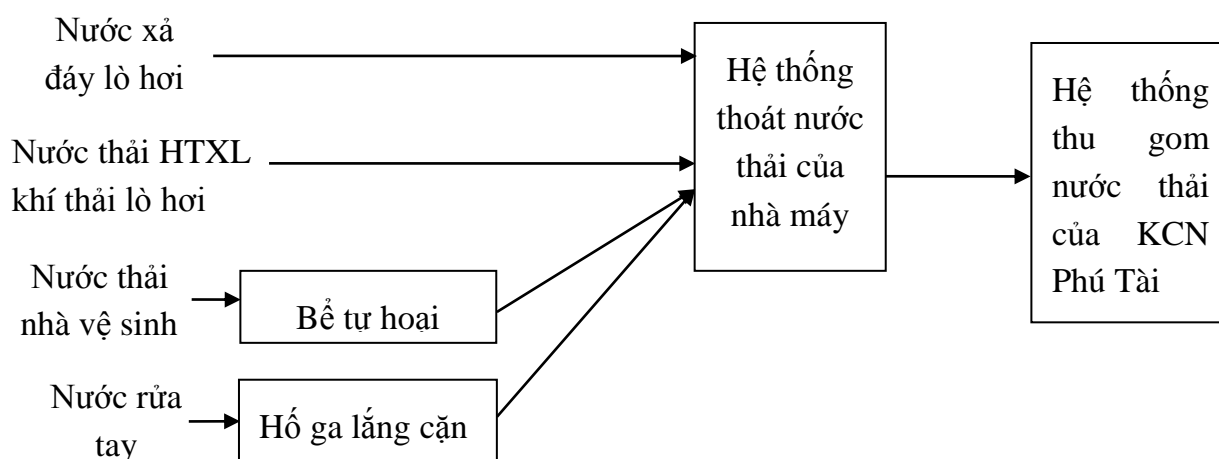 Nước xả
đáy lò hơi
Nước thải HTXL
khí thải lò hơi
Nước thải
nhà vệ sinh
Bể tự hoại
Nước rửa
tay
Hố ga lắng cặn
Hệ thống
thoát nước
thải của
nhà máy
Hệ thống
thu gom
nước thải
của KCN
Phú Tài